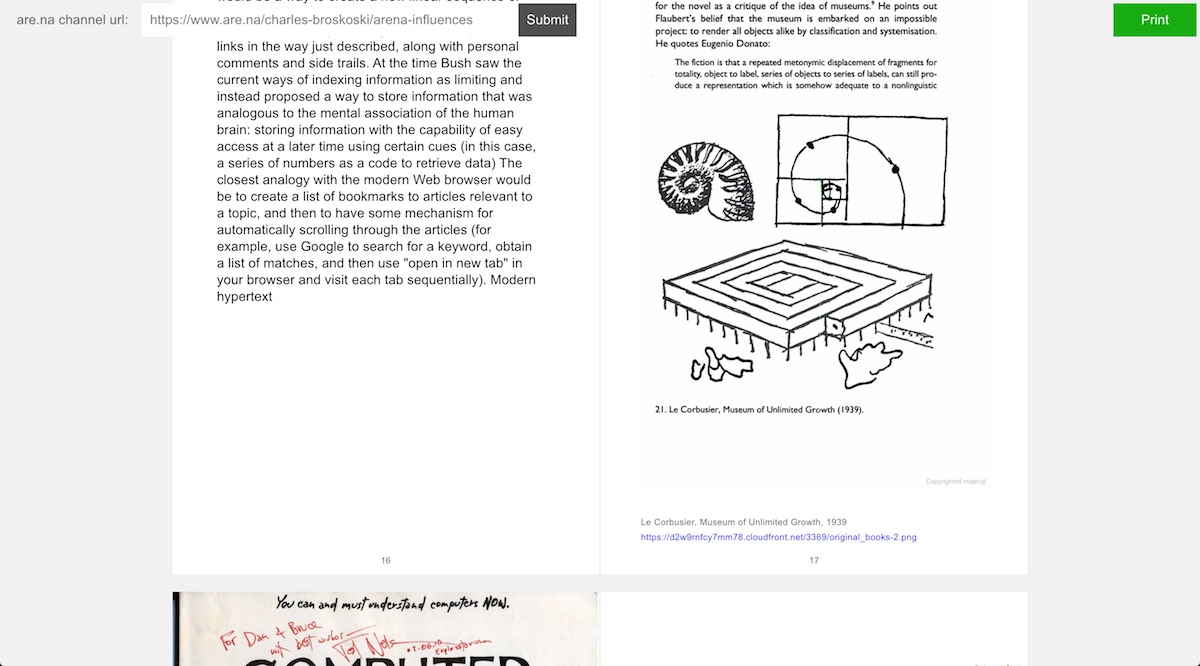 are.na channel url:
https://www.are.na/charles-broskoski/arena-influences
Submit
Print
links in the way just described, along with personal
comments and side trails. At the time Bush saw the
current ways of indexing information as limiting and
instead proposed a way to store information that was
analogous to the mental association of the human
brain: storing information with the capability of easy
access at a later time using certain cues (in this case,
a series of numbers as a code to retrieve data) The
closest analogy with the modern Web browser would
be to create a list of bookmarks to articles relevant to
a topic, and then to have some mechanism for
automatically scrolling through the articles (for
example, use Google to search for a keyword, obtain
a list of matches, and then use "open in new tab" in
your browser and visit each tab sequentially). Modern
hypertext
16
for the novel as a critique of the idea of museums.⁹ He points out
Flaubert's belief that the museum is embarked on an impossible
project: to render all objects alike by classification and systemisation.
He quotes Eugenio Donato:
The fiction is that a repeated metonymic displacement of fragments for
totality, object to label, series of objects to series of labels, can still pro-
duce a representation which is somehow adequate to a nonlinguistic
21. Le Corbusier, Museum of Unlimited Growth (1939).
Copyrighted material
Le Corbusier, Museum of Unlimited Growth, 1939
https://d2w9rnfcy7mm78.cloudfront.net/3369/original_books-2.png
17
You can and must understand computers NOW.
For Dan & Bruce
with best wishes